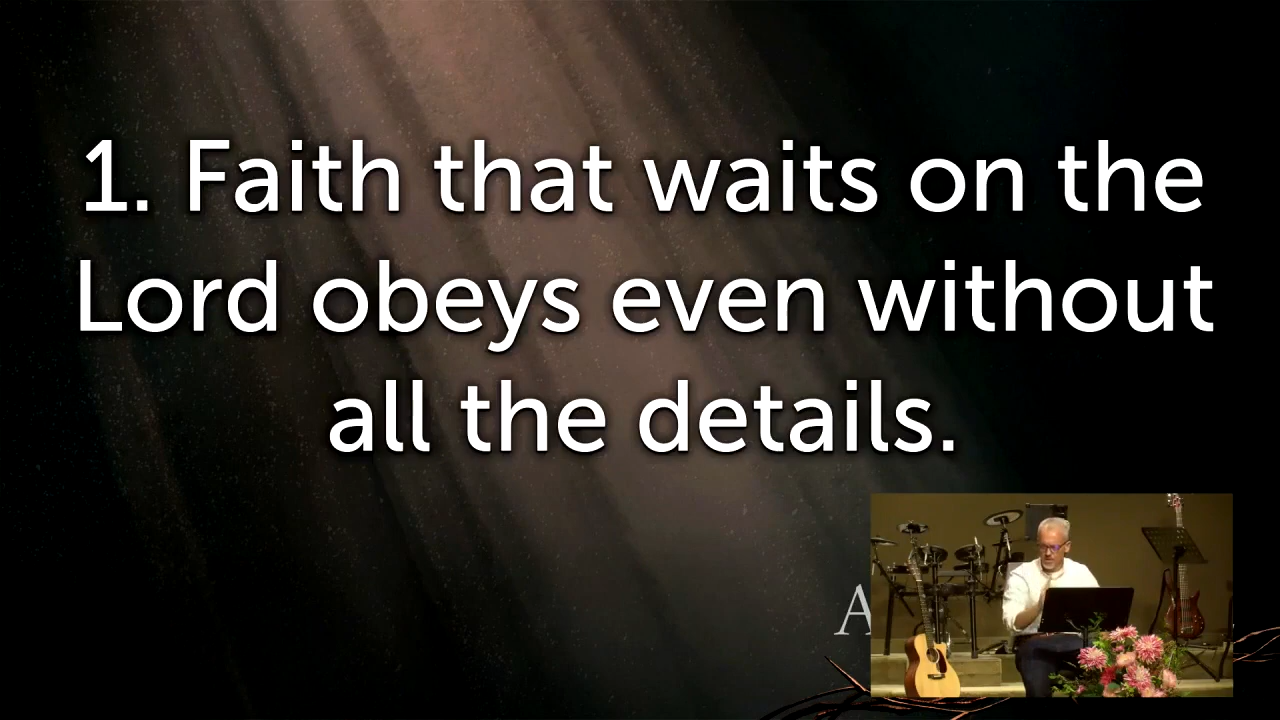 1. Faith that waits on the
Lord obeys even without
all the details.
A